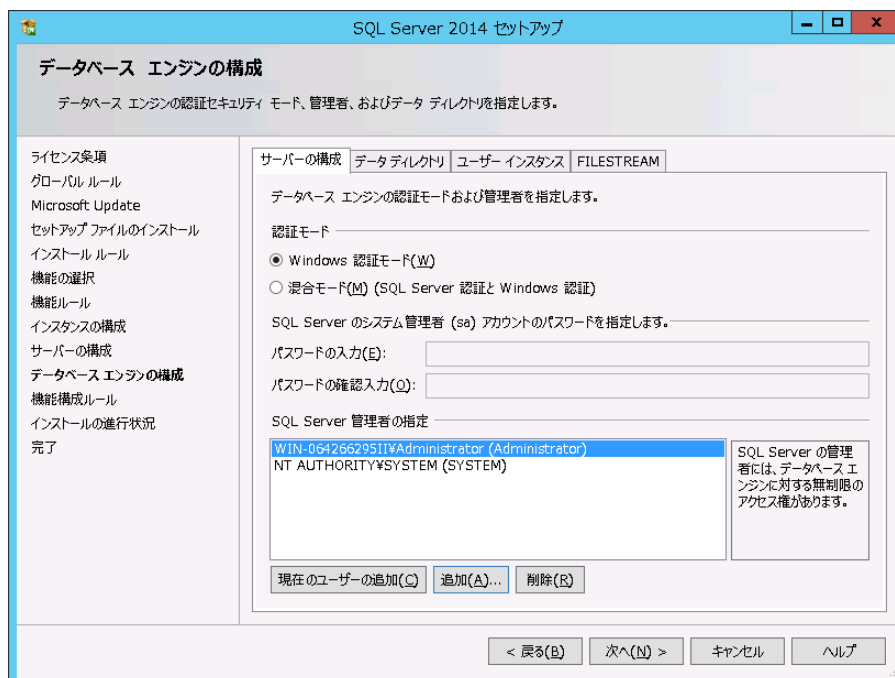 SQL Server 2014 セットアップ
データベース エンジンの構成
データベース エンジンの認証セキュリティ モード、管理者、およびデータ ディレクトリを指定します。
ライセンス条項
グローバル ルール
Microsoft Update
セットアップ ファイルのインストール
インストール ルール
機能の選択
機能ルール
インスタンスの構成
サーバーの構成
データベース エンジンの構成
機能構成ルール
インストールの進行状況
完了
サーバーの構成 データ ディレクトリ ユーザー インスタンス FILESTREAM
データベース エンジンの認証モードおよび管理者を指定します。
認証モード
Windows 認証モード(W)
混合モード(M) (SQL Server 認証と Windows 認証)
SQL Server のシステム管理者 (sa) アカウントのパスワードを指定します。
パスワードの入力(E):
パスワードの確認入力(O):
SQL Server 管理者の指定
WIN-064266295II¥Administrator (Administrator)
NT AUTHORITY¥SYSTEM (SYSTEM)
SQL Server の管理
者には、データベース エ
ンジンに対する無制限の
アクセス権があります。
現在のユーザーの追加(C) 追加(A)... 削除(R)
< 戻る(B) 次へ(N) > キャンセル ヘルプ